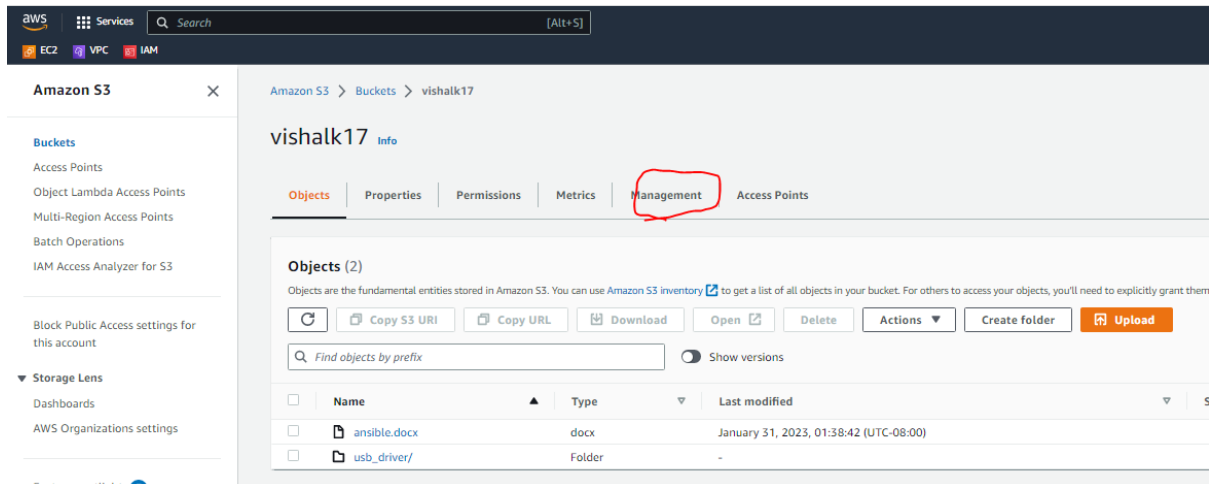 aws Services Search [Alt+S]
EC2 VPC IAM
Amazon S3
Buckets
Access Points
Object Lambda Access Points
Multi-Region Access Points
Batch Operations
IAM Access Analyzer for S3
Block Public Access settings for
this account
Storage Lens
Dashboards
AWS Organizations settings
Amazon S3 > Buckets > vishalk17
vishalk17 Info
Objects Properties Permissions Metrics Management Access Points
Objects (2)
Objects are the fundamental entities stored in Amazon S3. You can use Amazon S3 inventory to get a list of all objects in your bucket. For others to access your objects, you'll need to explicitly grant them
Copy S3 URI Copy URL Download Open Delete Actions Create folder Upload
Find objects by prefix Show versions
Name Type Last modified
ansible.docx docx January 31, 2023, 01:38:42 (UTC-08:00)
usb_driver/ Folder -